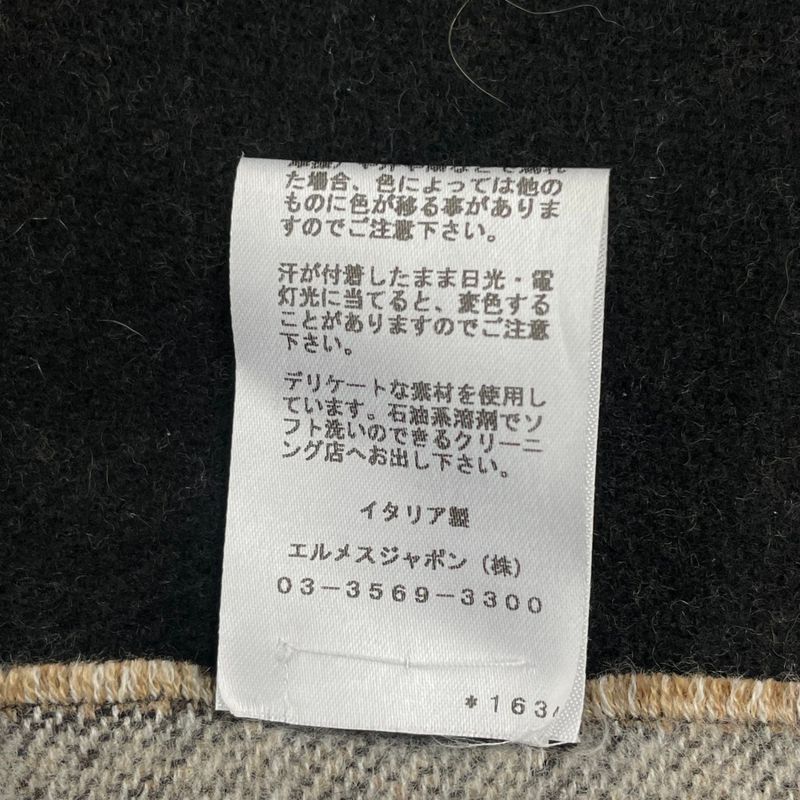 た場合、色によっては他の
ものに色が移る事がありま
すのでご注意下さい。
汗が付着したまま日光・電
灯光に当てると、変色する
ことがありますのでご注意
下さい。
デリケートな素材を使用し
ています。石油系溶剤でソ
フト洗いのできるクリーニ
ング店へお出し下さい。
イタリア製
エルメスジャポン（株）
03-3569-3300
*163